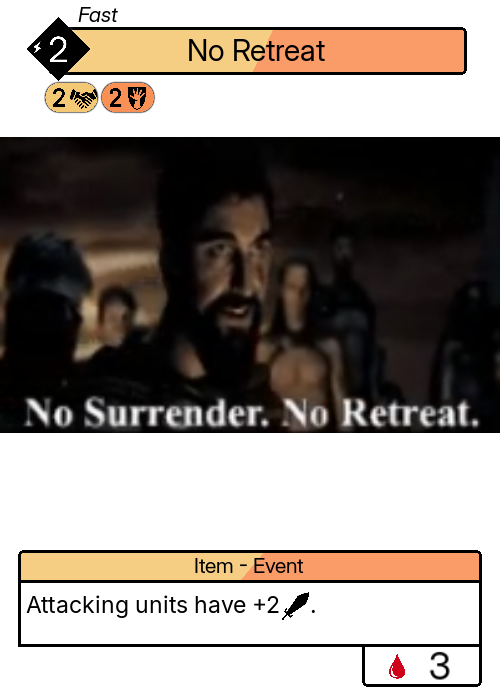 Fast
2
No Retreat
2 2
No Surrender. No Retreat.
Item - Event
Attacking units have +2.
3